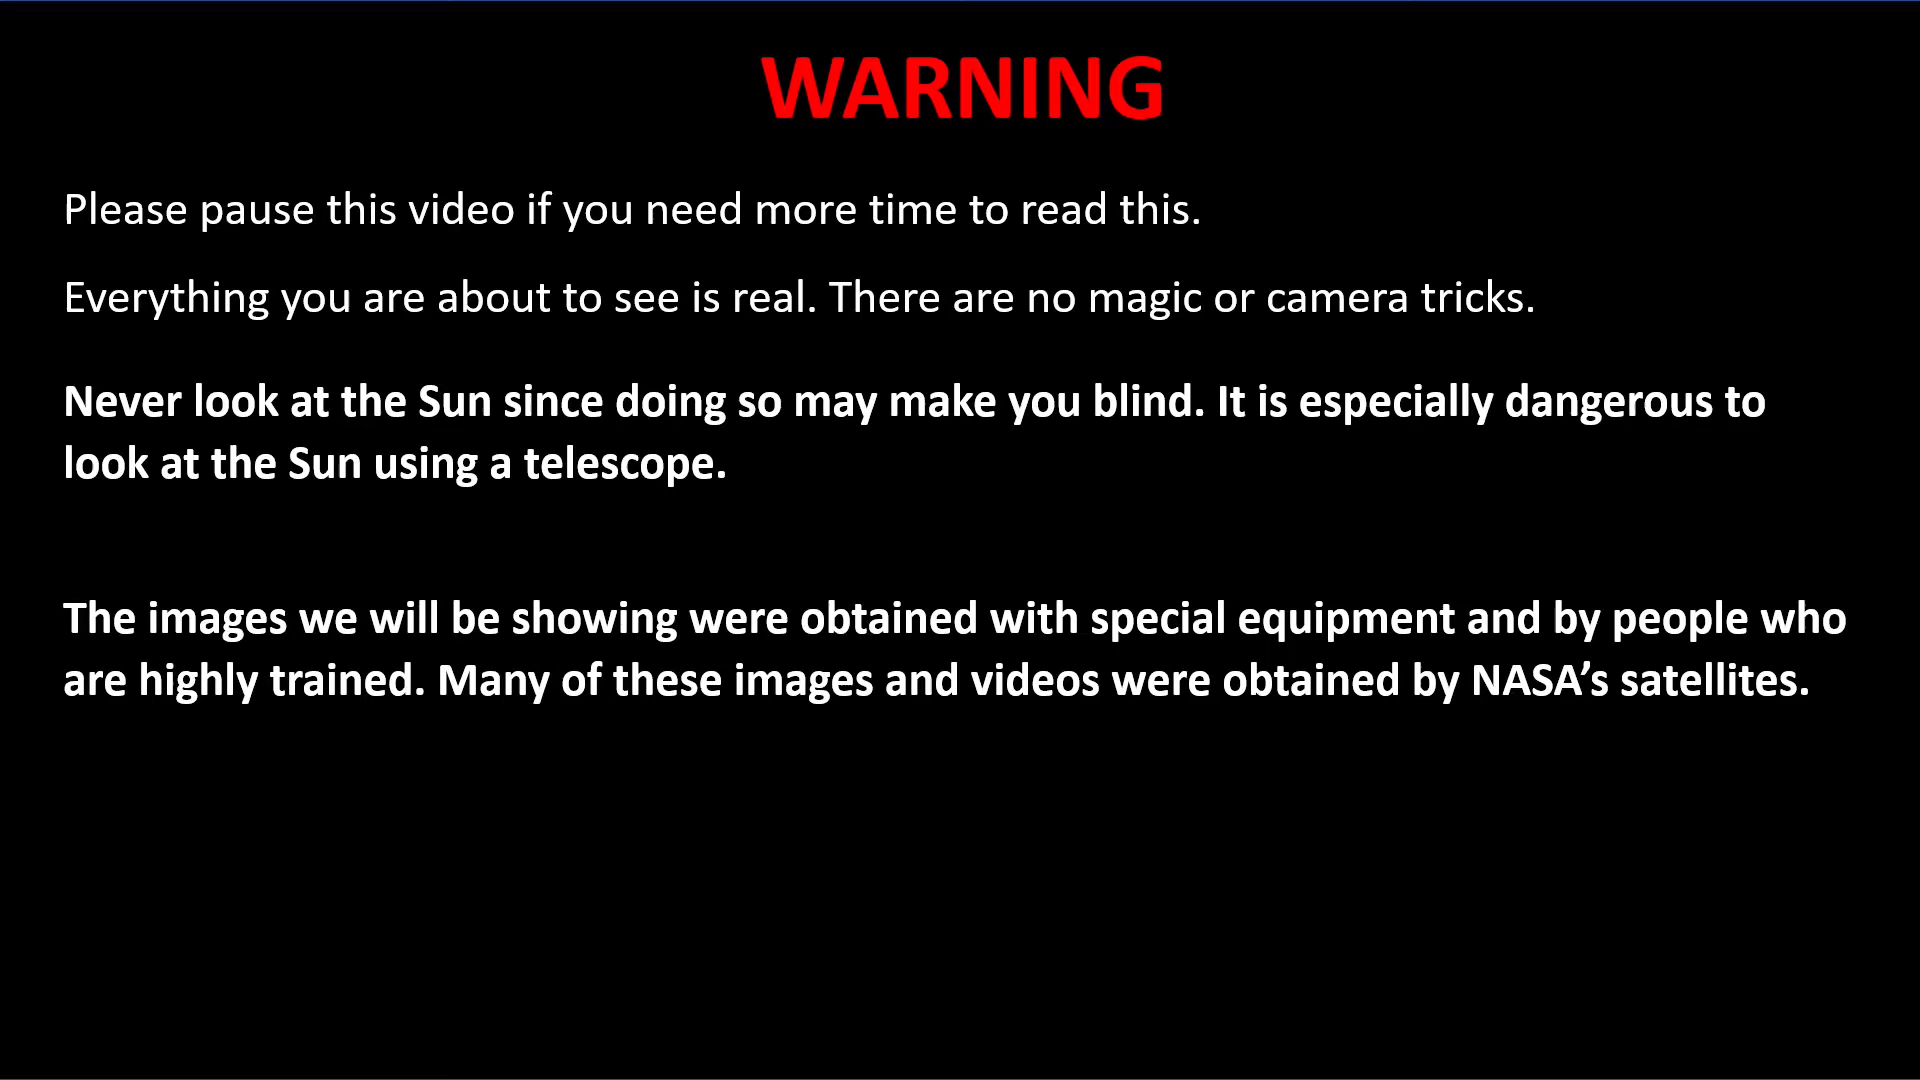 WARNING
Please pause this video if you need more time to read this.
Everything you are about to see is real. There are no magic or camera tricks.
Never look at the Sun since doing so may make you blind. It is especially dangerous to
look at the Sun using a telescope.
The images we will be showing were obtained with special equipment and by people who
are highly trained. Many of these images and videos were obtained by NASA’s satellites.